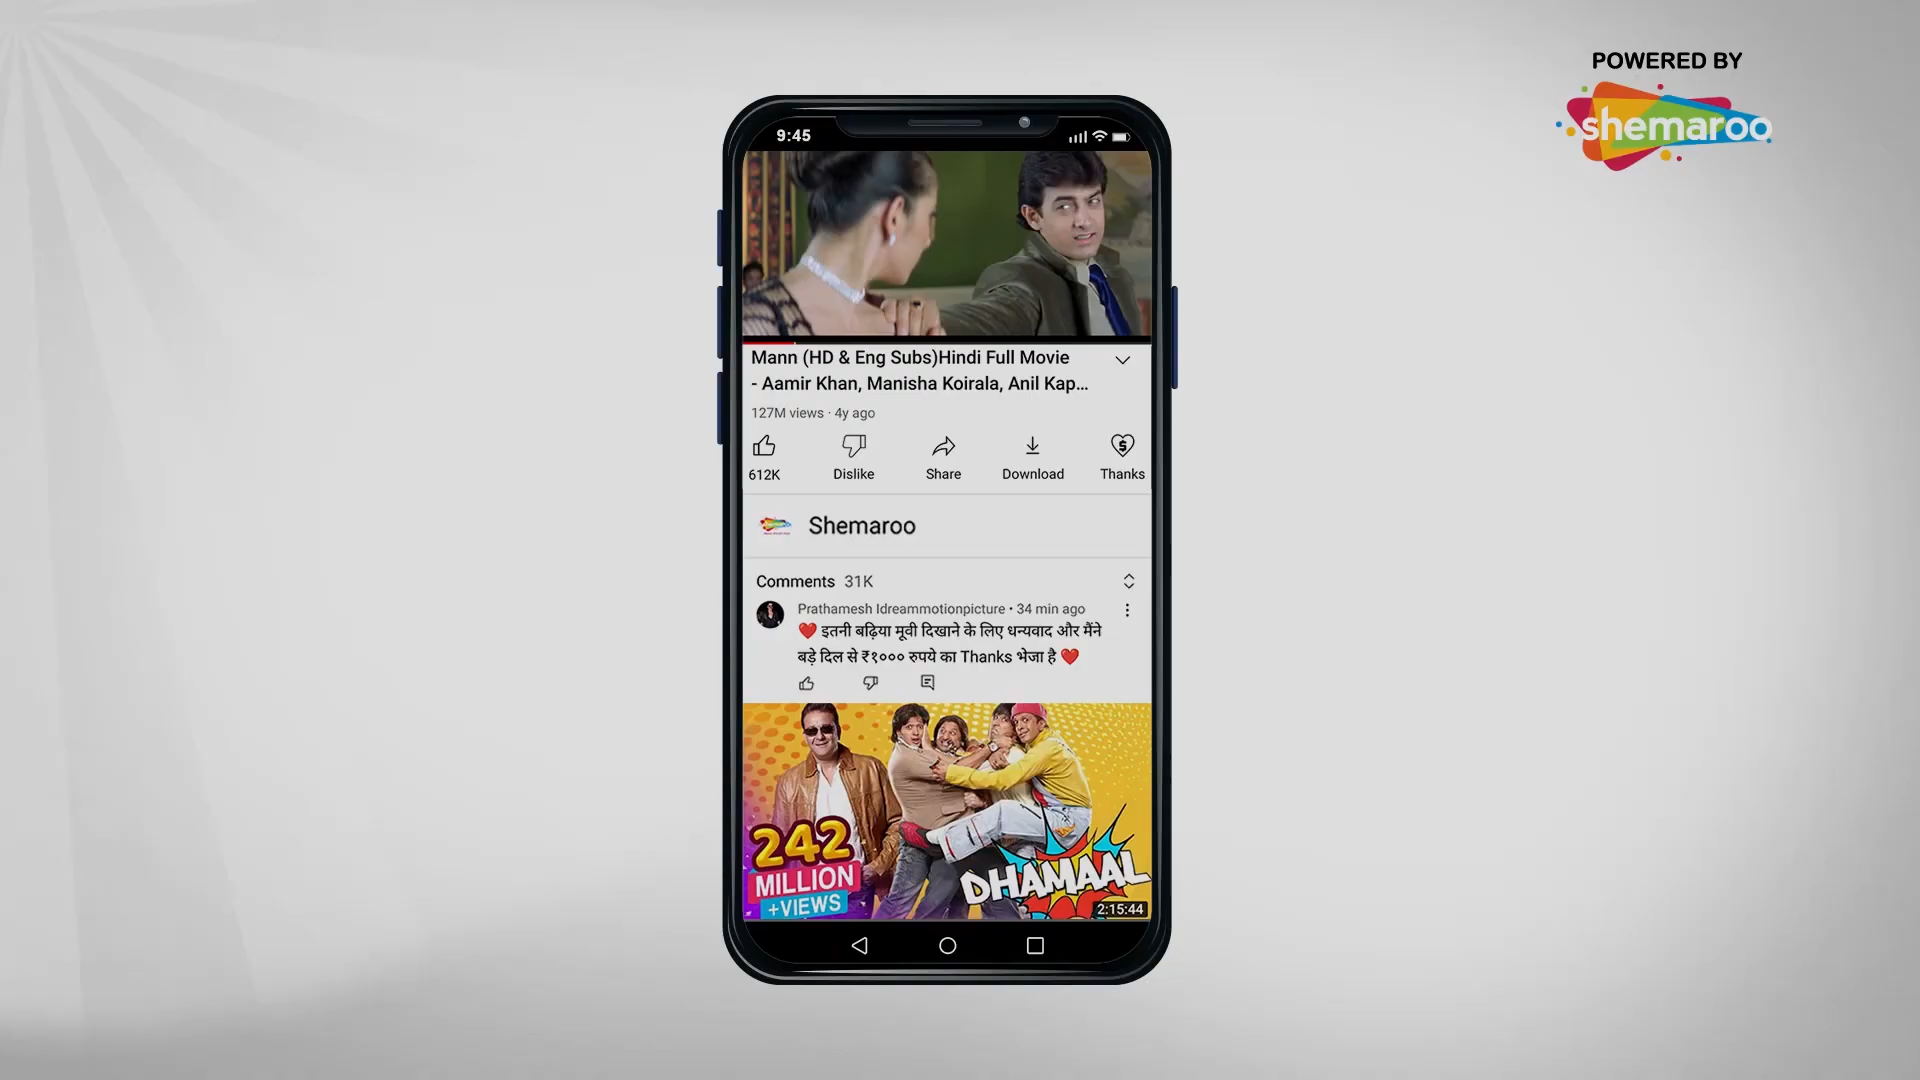 POWERED BY
shemaroo
9:45
Mann (HD & Eng Subs)Hindi Full Movie
- Aamir Khan, Manisha Koirala, Anil Kap...
127M views · 4y ago
612K
Dislike
Share
Download
Thanks
Shemaroo
Comments 31K
Prathamesh Idreammotionpicture • 34 min ago
❤️ इतनी बढ़िया मूवी दिखाने के लिए धन्यवाद और मैंने
बड़े दिल से ₹१००० रुपये का Thanks भेजा है ❤️
242
MILLION
+VIEWS
DHAMAAL
2:15:44